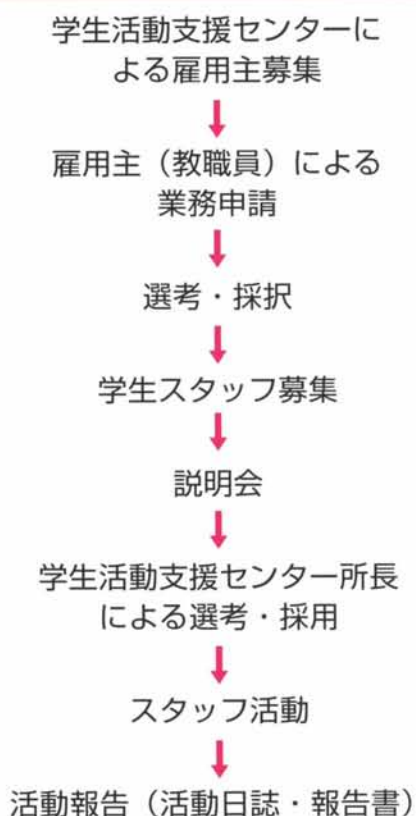 学生活動支援センターに
よる雇用主募集
雇用主（教職員）による
業務申請
選考・採択
学生スタッフ募集
説明会
学生活動支援センター所長
による選考・採用
スタッフ活動
活動報告（活動日誌・報告書）